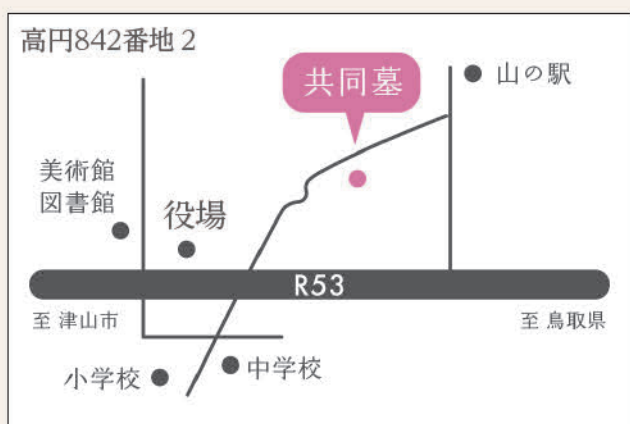 高円842番地 2
共同墓
山の駅
美術館
図書館
役場
R53
至 津山市
至 鳥取県
小学校
中学校